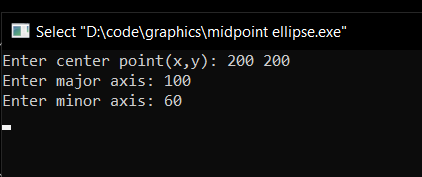 Select "D:\code\graphics\midpoint ellipse.exe"
Enter center point(x,y): 200 200
Enter major axis: 100
Enter minor axis: 60